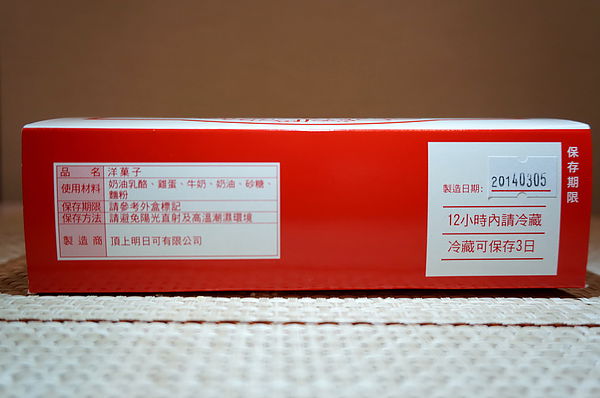 品名 洋菓子
使用材料 奶油乳酪、雞蛋、牛奶、奶油、砂糖、
麵粉
保存期限 請參考外盒標記
保存方法 請避免陽光直射及高溫潮濕環境
製造商 頂上明日可有限公司
保存期限
製造日期: 20140305
12小時內請冷藏
冷藏可保存3日